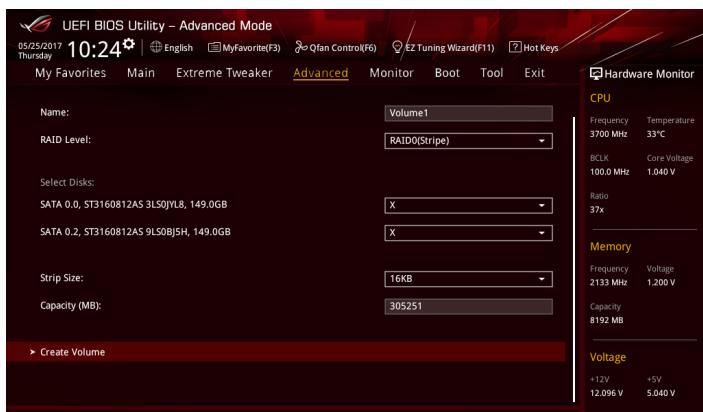 UEFI BIOS Utility – Advanced Mode
05/25/2017 Thursday 10:24 English MyFavorite(F3) Qfan Control(F6) EZ Tuning Wizard(F11) ? Hot Keys
My Favorites Main Extreme Tweaker Advanced Monitor Boot Tool Exit
Name: Volume1
RAID Level: RAID0(Stripe)
Select Disks:
SATA 0.0, ST3160812AS 3LS0JYL8, 149.0GB X
SATA 0.2, ST3160812AS 9LS0BJ5H, 149.0GB X
Strip Size: 16KB
Capacity (MB): 305251
> Create Volume
Hardware Monitor
CPU
Frequency Temperature
3700 MHz 33°C
BCLK Core Voltage
100.0 MHz 1.040 V
Ratio
37x
Memory
Frequency Voltage
2133 MHz 1.200 V
Capacity
8192 MB
Voltage
+12V +5V
12.096 V 5.040 V